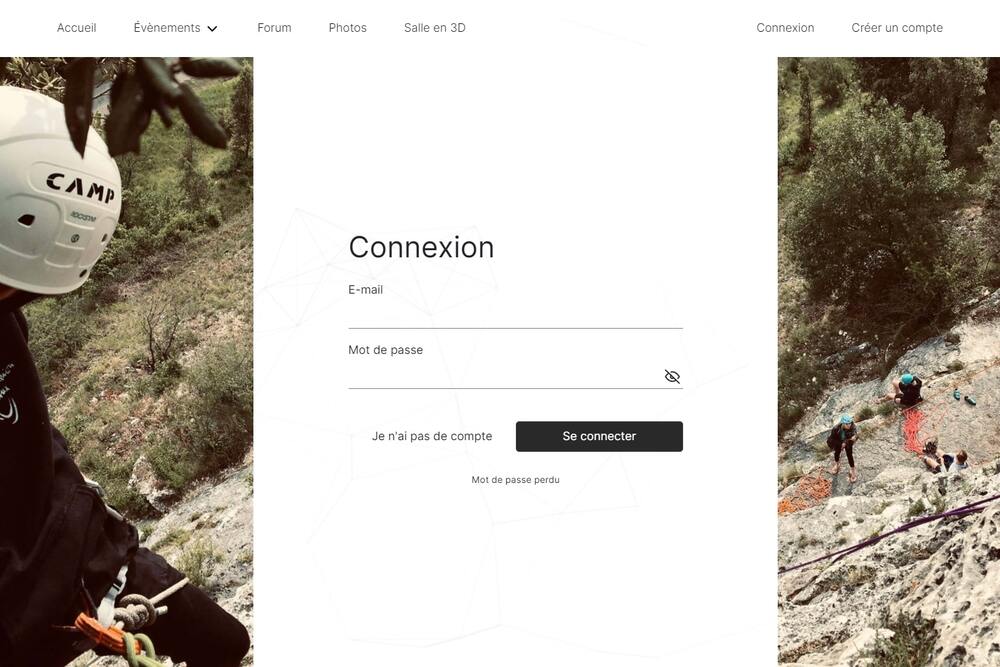 Accueil
Évènements
Forum
Photos
Salle en 3D
Connexion
Créer un compte
CAMP
Connexion
E-mail
Mot de passe
Je n'ai pas de compte
Se connecter
Mot de passe perdu